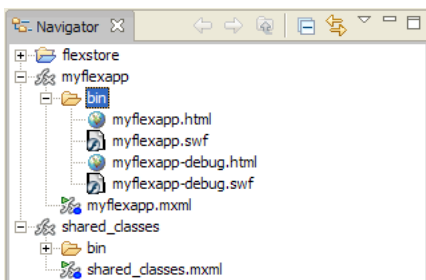 Navigator
flexstore
myflexapp
bin
myflexapp.html
myflexapp.swf
myflexapp-debug.html
myflexapp-debug.swf
myflexapp.mxml
shared_classes
bin
shared_classes.mxml